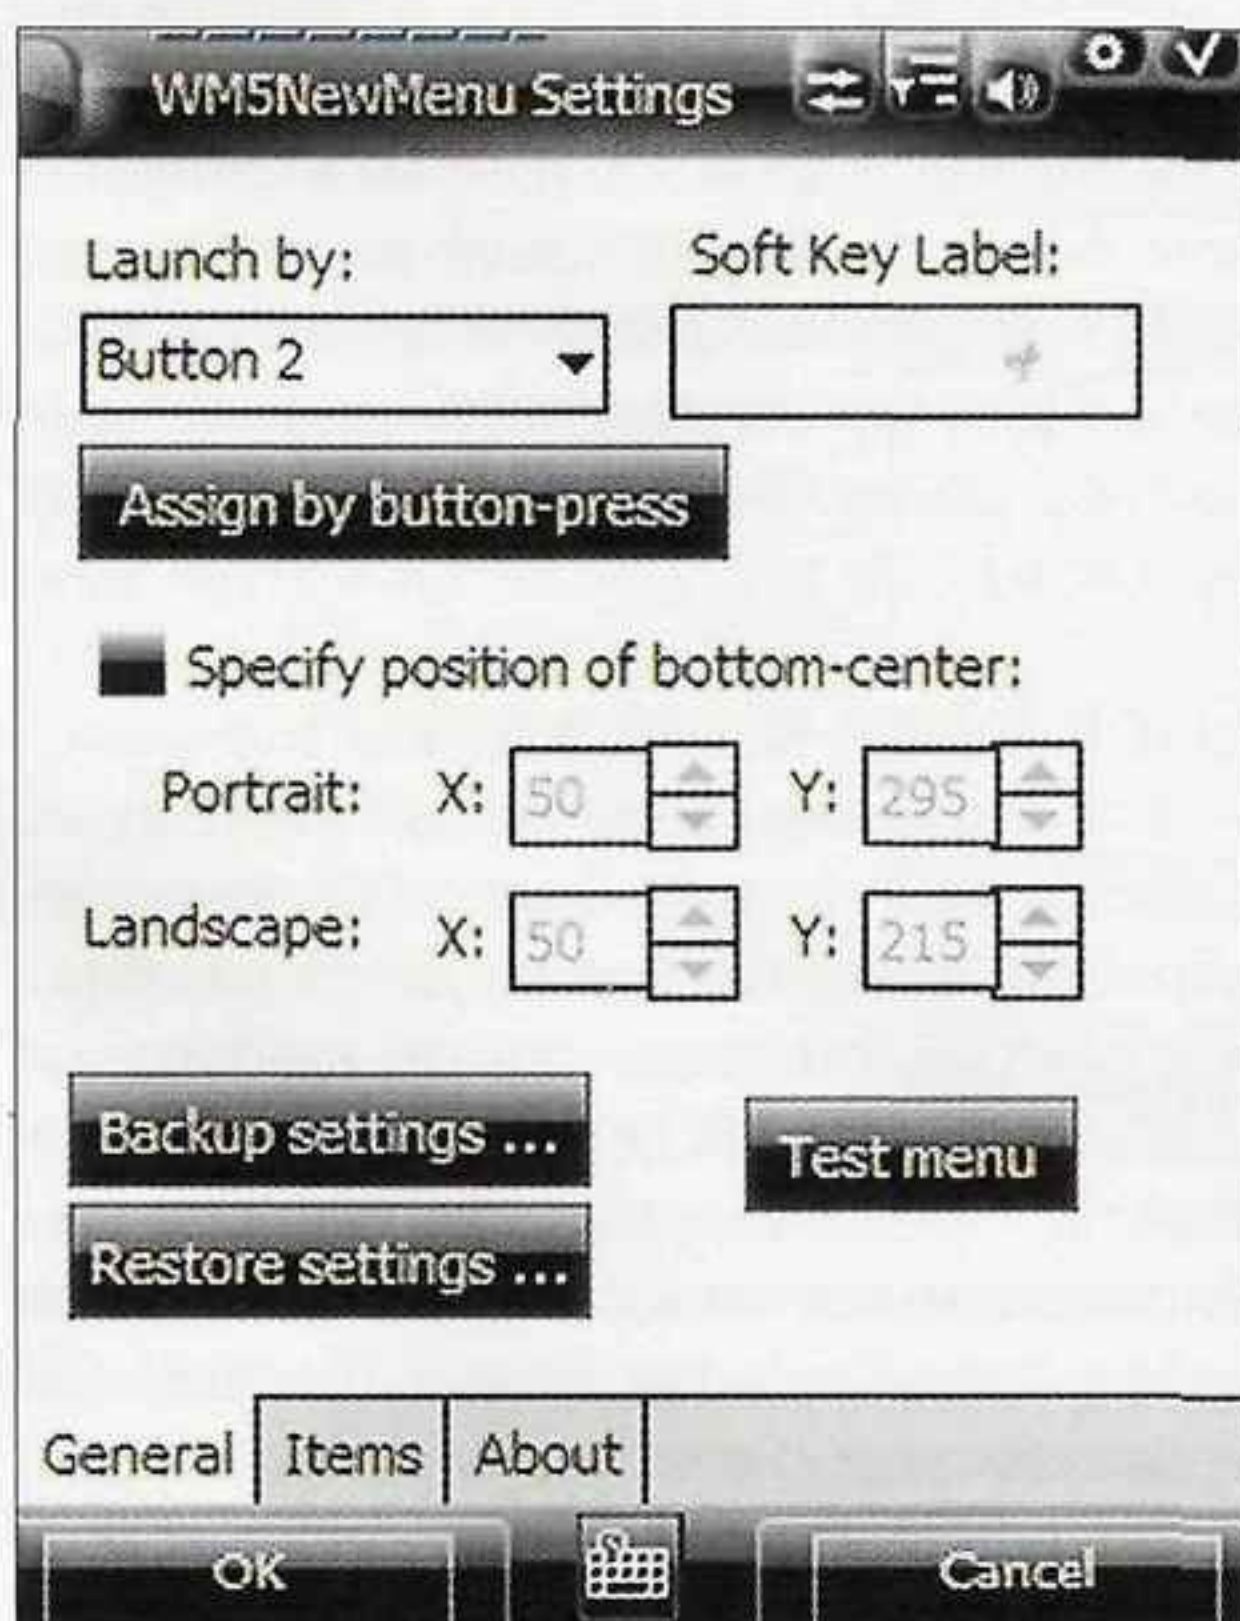 WM5NewMenu Settings
Launch by: Soft Key Label:
Button 2
Assign by button-press
Specify position of bottom-center:
Portrait: X: 50 Y: 295
Landscape: X: 50 Y: 215
Backup settings ... Test menu
Restore settings ...
General Items About
OK Cancel